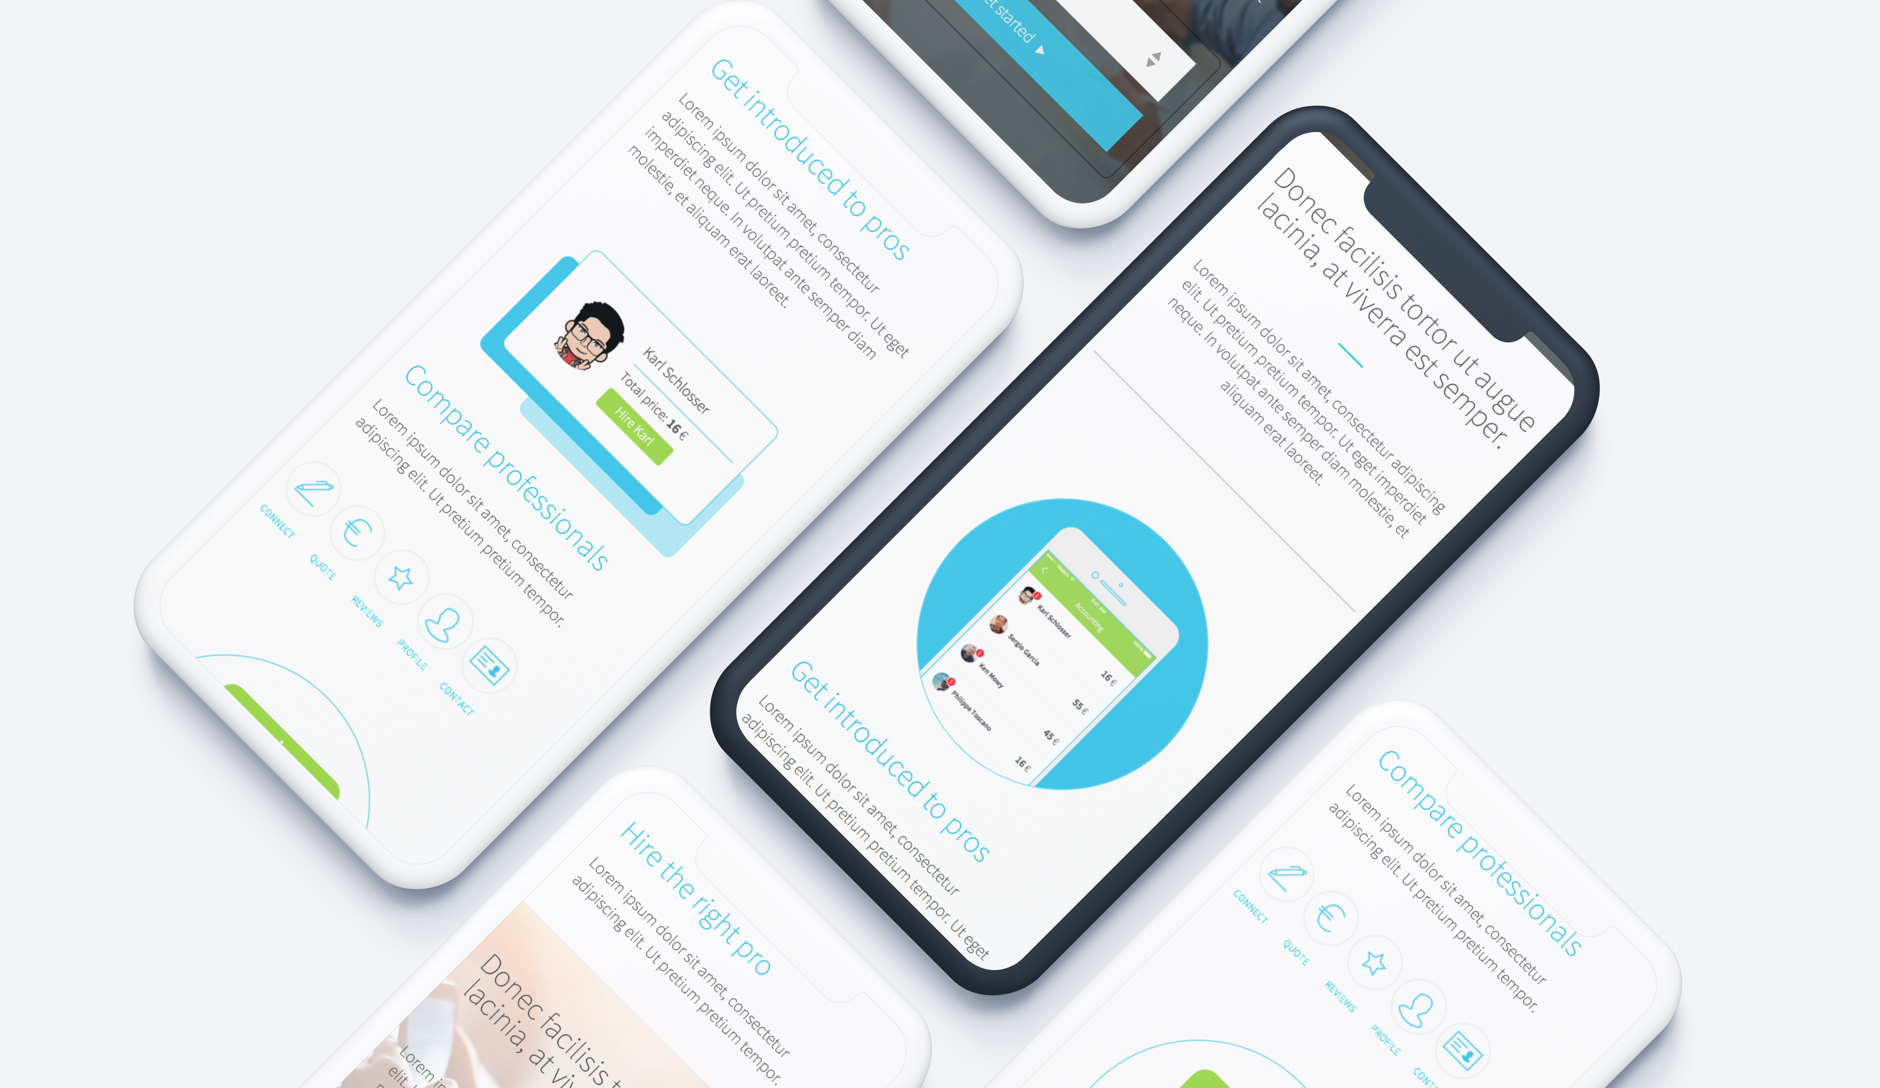 Get introduced to pros
Lorem ipsum dolor sit amet, consectetur
adipiscing elit. Ut pretium pretium tempor. Ut eget
imperdiet neque. In volutpat ante semper diam
molestie, et aliquam erat laoreet.
Karl Schlosser
Total price: 16 €
Hire Karl
Compare professionals
Lorem ipsum dolor sit amet, consectetur
adipiscing elit. Ut pretium pretium tempor.
CONNECT
QUOTE
REVIEWS
PROFILE
CONTACT
started
Donec facilisis tortor ut augue
lacinia, at viverra est semper.
Lorem ipsum dolor sit amet, consectetur adipiscing
elit. Ut pretium pretium tempor. Ut eget imperdiet
neque. In volutpat ante semper diam molestie, et
aliquam erat laoreet.
Accounting
Karl Schlosser
16 €
Sergio Garcia
55 €
Ken Mowy
45 €
Philippe Toscano
16 €
Get introduced to pros
Lorem ipsum dolor sit amet, consectetur
adipiscing elit. Ut pretium pretium tempor. Ut eget
Hire the right pro
Lorem ipsum dolor sit amet, consectetur
adipiscing elit. Ut pretium pretium tempor.
Donec facilisis t
lacinia, at viv
Lorem
elit.
Compare professionals
Lorem ipsum dolor sit amet, consectetur
adipiscing elit. Ut pretium pretium tempor.
CONNECT
QUOTE
REVIEWS
PROFILE
CONT